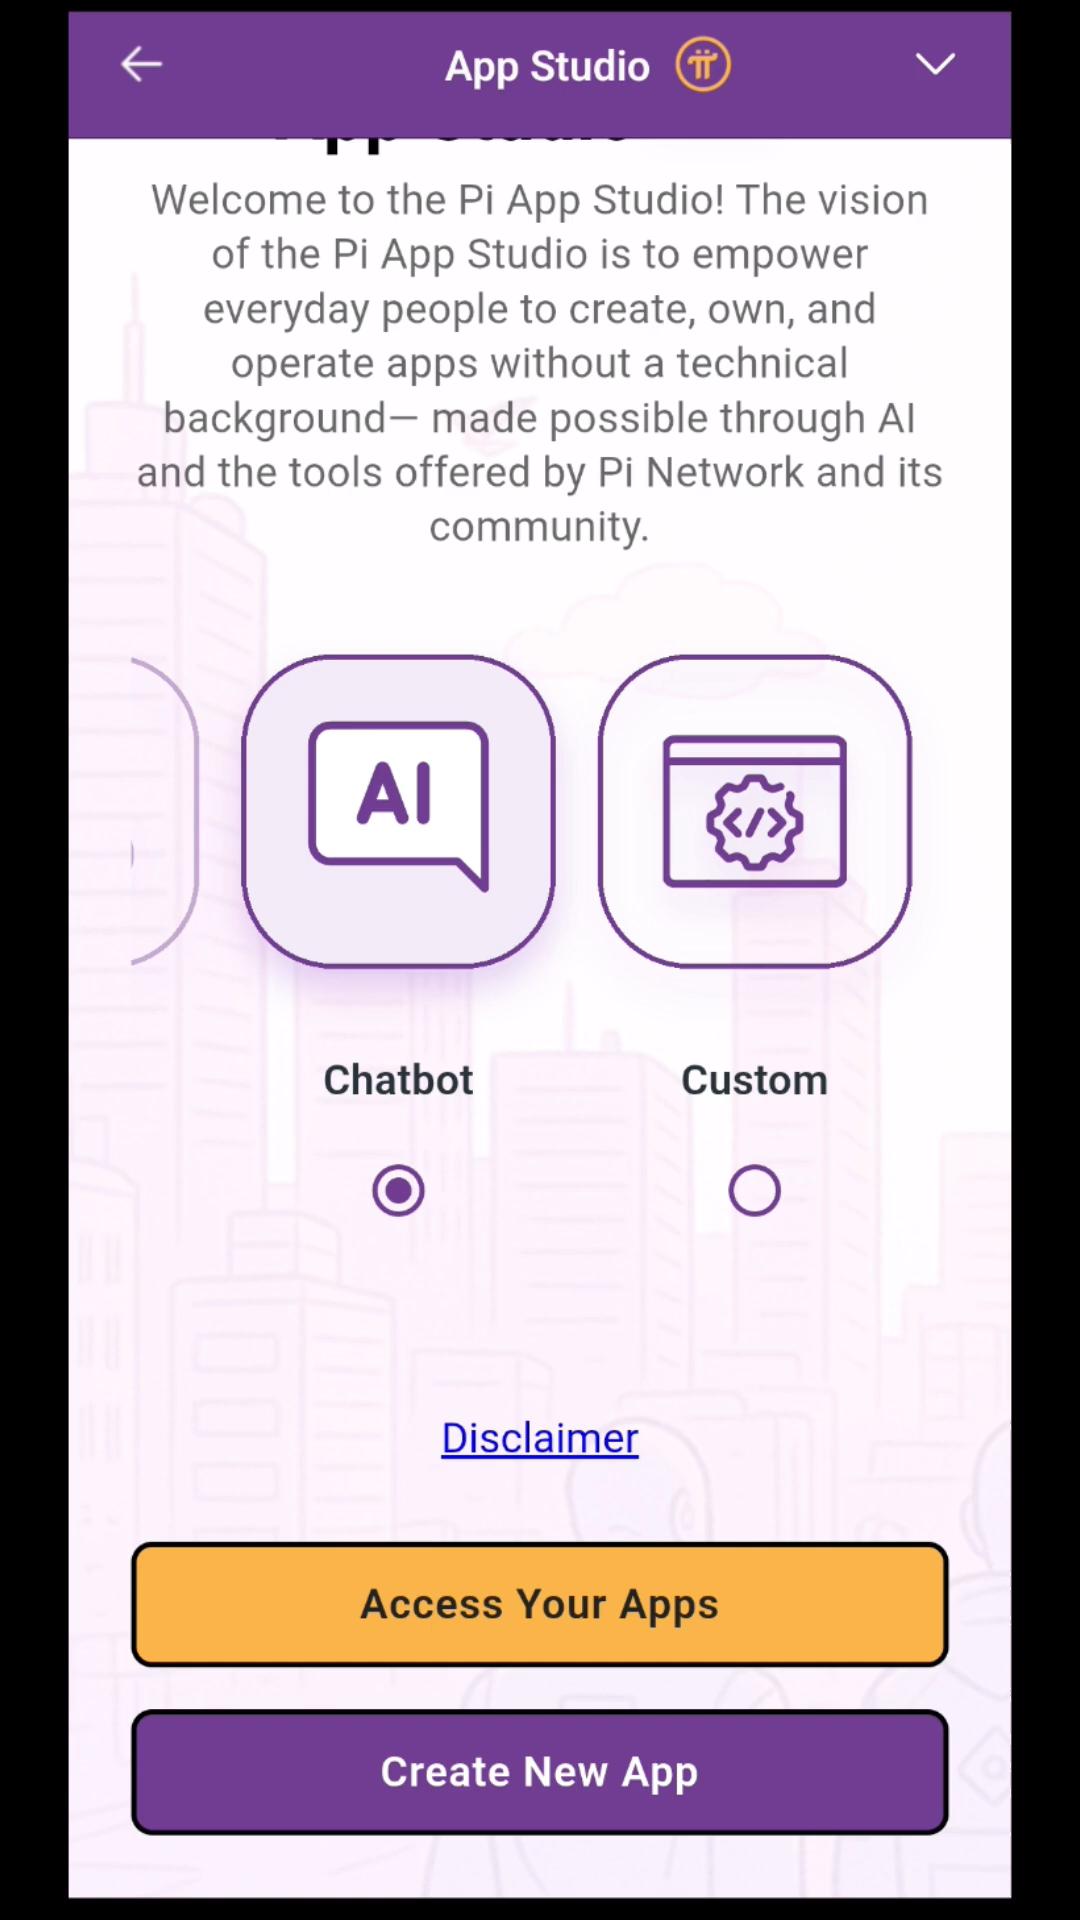 App Studio
App Studio
Welcome to the Pi App Studio! The vision
of the Pi App Studio is to empower
everyday people to create, own, and
operate apps without a technical
background— made possible through AI
and the tools offered by Pi Network and its
community.
AI
</>
Chatbot
Custom
Disclaimer
Access Your Apps
Create New App